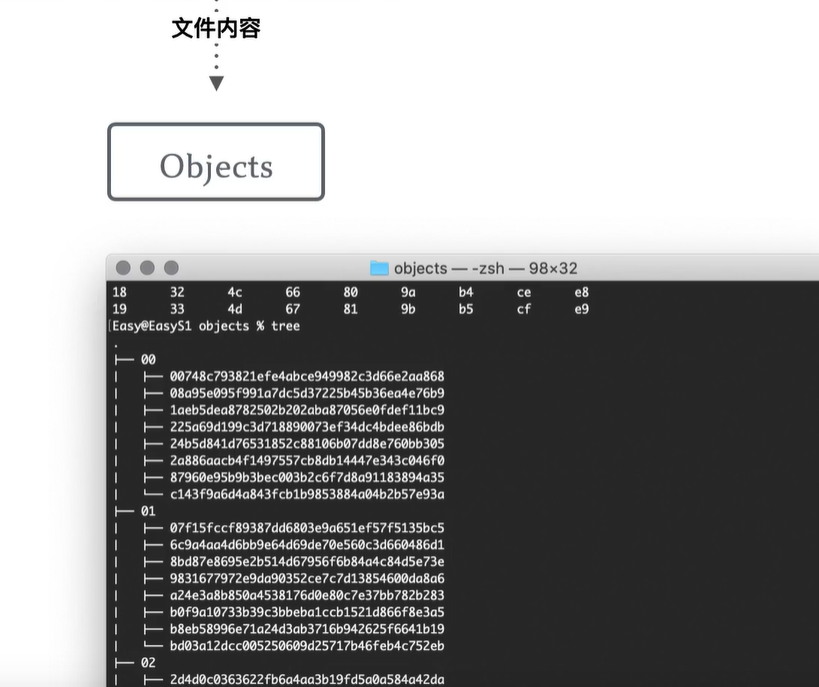 文件内容
Objects
objects — -zsh — 98×32
18 32 4c 66 80 9a b4 ce e8
19 33 4d 67 81 9b b5 cf e9
[Easy@EasyS1 objects % tree
.
├── 00
│   ├── 00748c793821efe4abce949982c3d66e2aa868
│   ├── 08a95e095f991a7dc5d37225b45b36ea4e76b9
│   ├── 1aeb5dea8782502b202aba87056e0fdef11bc9
│   ├── 225a69d199c3d718890073ef34dc4bdee86bdb
│   ├── 24b5d841d76531852c88106b07dd8e760bb305
│   ├── 2a886aacb4f1497557cb8db14447e343c046f0
│   ├── 87960e95b9b3bec003b2c6f7d8a91183894a35
│   └── c143f9a6d4a843fcb1b9853884a04b2b57e93a
├── 01
│   ├── 07f15fccf89387dd6803e9a651ef57f5135bc5
│   ├── 6c9a4aa4d6bb9e64d69de70e560c3d660486d1
│   ├── 8bd87e8695e2b514d67956f6b84a4c84d5e73e
│   ├── 9831677972e9da90352ce7c7d13854600da8a6
│   ├── a24e3a8b850a4538176d0e80c7e37bb782b283
│   ├── b0f9a10733b39c3bbeba1ccb1521d866f8e3a5
│   ├── b8eb58996e71a24d3ab3716b942625f6641b19
│   └── bd03a12dcc005250609d25717b46feb4c752eb
├── 02
│   ├── 2d4d0c0363622fb6a4aa3b19fd5a0a584a42da